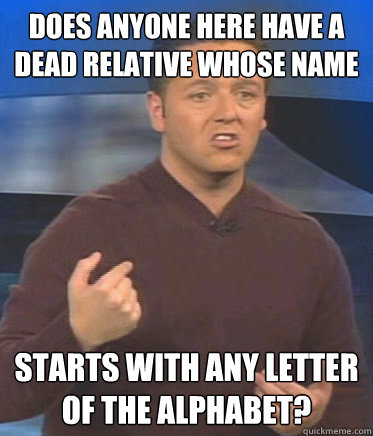 DOES ANYONE HERE HAVE A
DEAD RELATIVE WHOSE NAME
STARTS WITH ANY LETTER
OF THE ALPHABET?
quickmeme.com